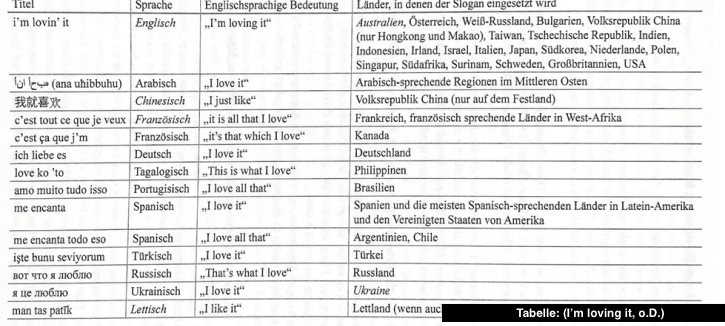 Titel Sprache Englischsprachige Bedeutung Länder, in denen der Slogan eingesetzt wird
i'm lovin' it Englisch „I'm loving it“ Australien, Österreich, Weiß-Russland, Bulgarien, Volksrepublik China
(nur Hongkong und Makao), Taiwan, Tschechische Republik, Indien,
Indonesien, Irland, Israel, Italien, Japan, Südkorea, Niederlande, Polen,
Singapur, Südafrika, Surinam, Schweden, Großbritannien, USA
(ana uhibbuhu) Arabisch „I love it“ Arabisch-sprechende Regionen im Mittleren Osten
我就喜欢 Chinesisch „I just like“ Volksrepublik China (nur auf dem Festland)
c'est tout ce que je veux Französisch „it is all that I love“ Frankreich, französisch sprechende Länder in West-Afrika
c'est ça que j'm Französisch „it's that which I love“ Kanada
ich liebe es Deutsch „I love it“ Deutschland
love ko 'to Tagalogisch „This is what I love“ Philippinen
amo muito tudo isso Portugisisch „I love all that“ Brasilien
me encanta Spanisch „I love it“ Spanien und die meisten Spanisch-sprechenden Länder in Latein-Amerika
und den Vereinigten Staaten von Amerika
me encanta todo eso Spanisch „I love all that“ Argentinien, Chile
işte bunu seviyorum Türkisch „I love it“ Türkei
вот что я люблю Russisch „That's what I love“ Russland
я це люблю Ukrainisch „I love it“ Ukraine
man tas patīk Lettisch „I like it“ Lettland (wenn auc
Tabelle: (I'm loving it, o.D.)